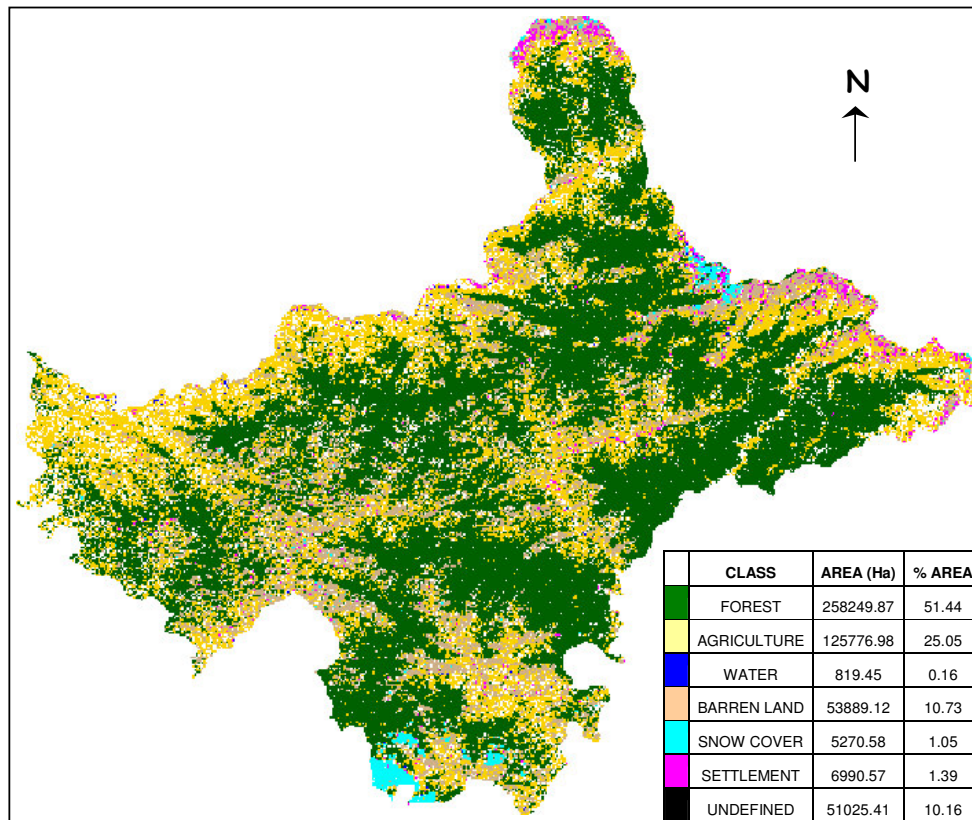 N
CLASS AREA (Ha) % AREA
FOREST 258249.87 51.44
AGRICULTURE 125776.98 25.05
WATER 819.45 0.16
BARREN LAND 53889.12 10.73
SNOW COVER 5270.58 1.05
SETTLEMENT 6990.57 1.39
UNDEFINED 51025.41 10.16